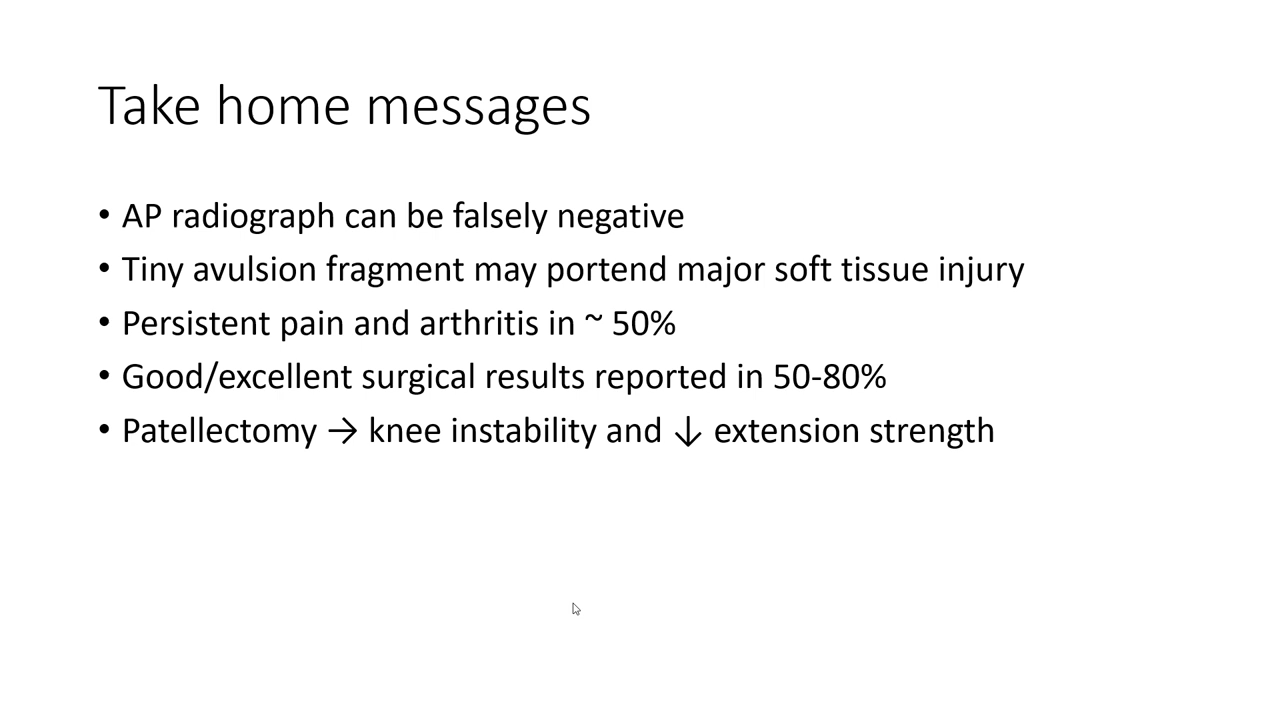 Take home messages
• AP radiograph can be falsely negative
• Tiny avulsion fragment may portend major soft tissue injury
• Persistent pain and arthritis in ~ 50%
• Good/excellent surgical results reported in 50-80%
• Patellectomy → knee instability and ↓ extension strength